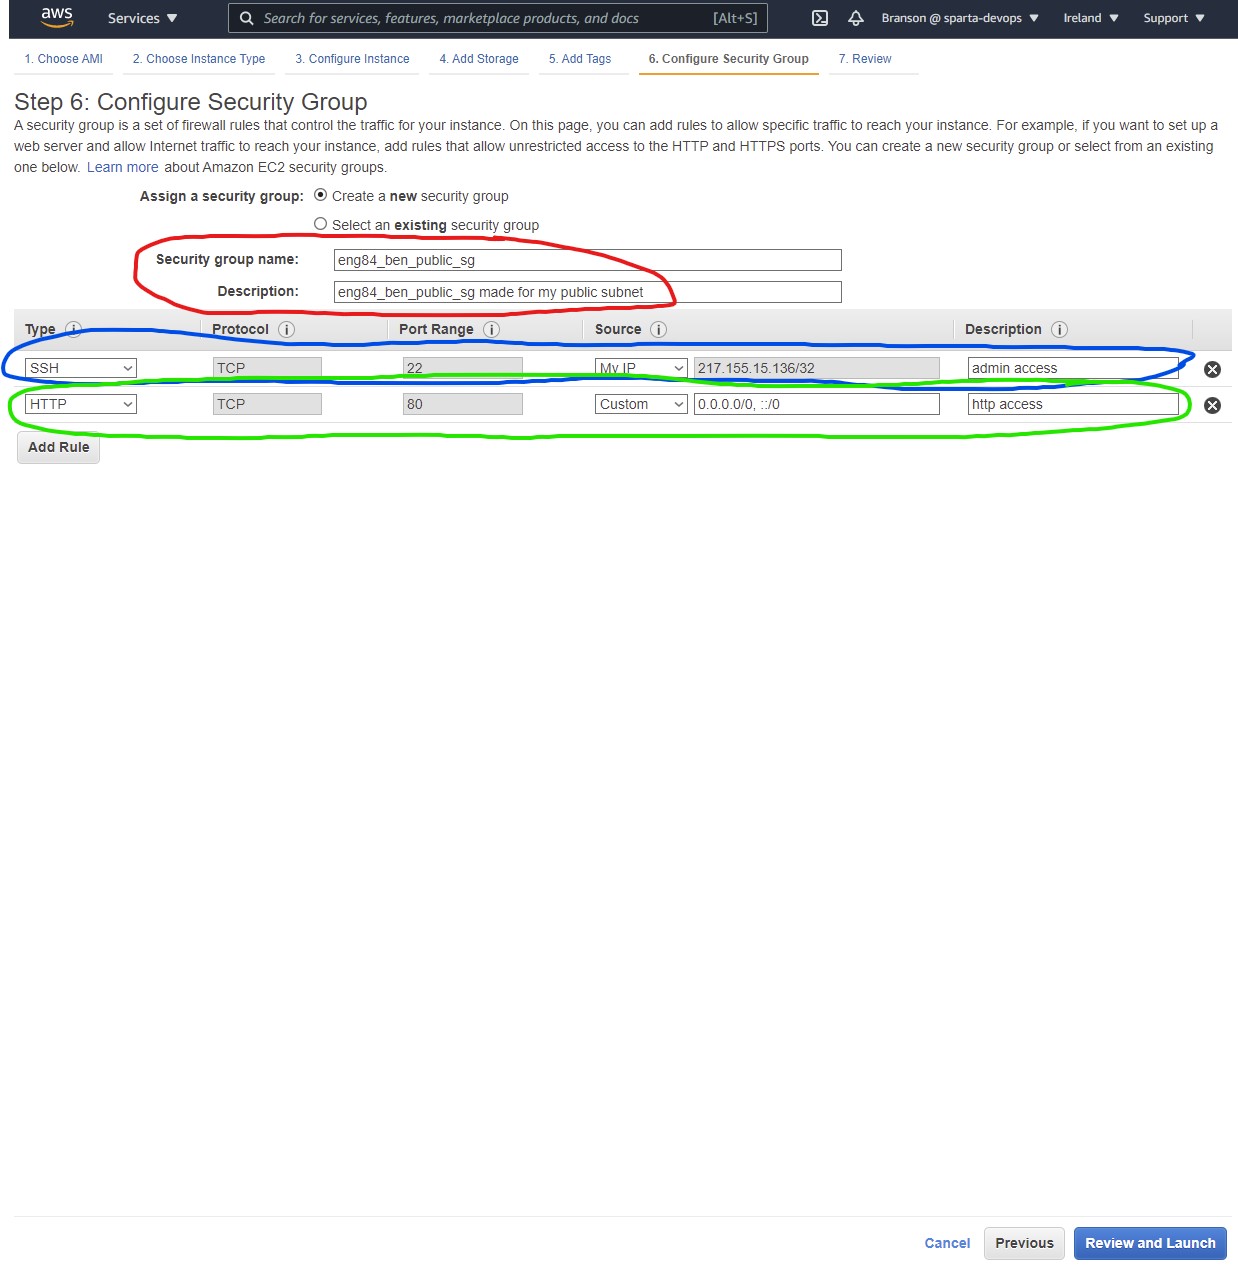 aws Services Search for services, features, marketplace products, and docs [Alt+S] Branson @ sparta-devops Ireland Support
1. Choose AMI 2. Choose Instance Type 3. Configure Instance 4. Add Storage 5. Add Tags 6. Configure Security Group 7. Review
Step 6: Configure Security Group
A security group is a set of firewall rules that control the traffic for your instance. On this page, you can add rules to allow specific traffic to reach your instance. For example, if you want to set up a
web server and allow Internet traffic to reach your instance, add rules that allow unrestricted access to the HTTP and HTTPS ports. You can create a new security group or select from an existing
one below. Learn more about Amazon EC2 security groups.
Assign a security group: Create a new security group
Select an existing security group
Security group name: eng84_ben_public_sg
Description: eng84_ben_public_sg made for my public subnet
Type i Protocol i Port Range i Source i Description i
SSH TCP 22 My IP 217.155.15.136/32 admin access
HTTP TCP 80 Custom 0.0.0.0/0, ::/0 http access
Add Rule
Cancel Previous Review and Launch